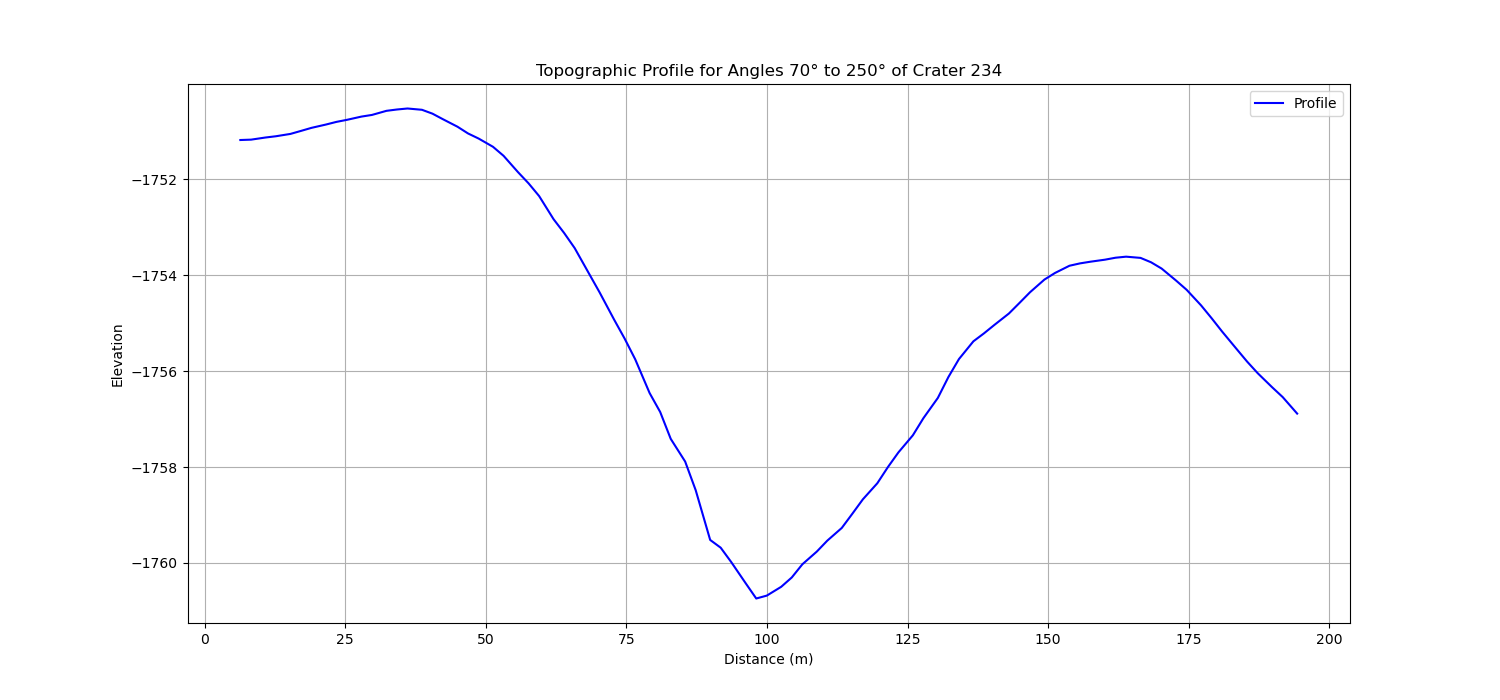 Topographic Profile for Angles 70° to 250° of Crater 234
Profile
−1752
−1754
−1756
−1758
−1760
Elevation
0 25 50 75 100 125 150 175 200
Distance (m)